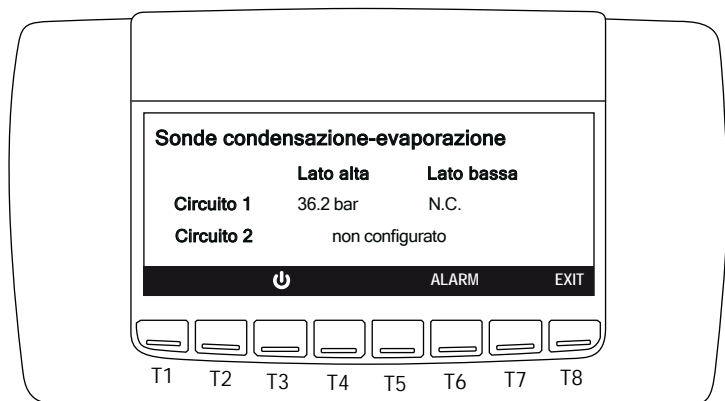 Sonde condensazione-evaporazione
Lato alta Lato bassa
Circuito 1 36.2 bar N.C.
Circuito 2 non configurato
ALARM EXIT
T1 T2 T3 T4 T5 T6 T7 T8